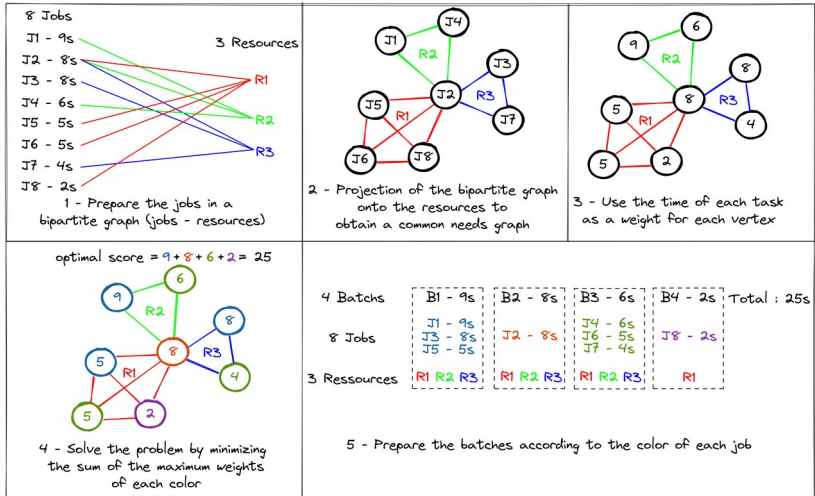 8 Jobs
J1 - 9s
J2 - 8s
J3 - 8s
J4 - 6s
J5 - 5s
J6 - 5s
J7 - 4s
J8 - 2s
3 Resources
R1
R2
R3
1 - Prepare the jobs in a
bipartite graph (jobs - resources)
J4
J1
R2
J3
J2
R3
J5
R1
J7
J6
J8
2 - Projection of the bipartite graph
onto the resources to
obtain a common needs graph
6
9
R2
8
8
R3
5
R1
4
5
2
3 - Use the time of each task
as a weight for each vertex
optimal score = 9 + 8 + 6 + 2 = 25
6
9
R2
8
8
R3
5
R1
4
5
2
4 - Solve the problem by minimizing
the sum of the maximum weights
of each color
4 Batchs
B1 - 9s
B2 - 8s
B3 - 6s
B4 - 2s
Total : 25s
8 Jobs
J1 - 9s
J3 - 8s
J5 - 5s
J2 - 8s
J4 - 6s
J6 - 5s
J7 - 4s
J8 - 2s
3 Ressources
R1 R2 R3
R1 R2 R3
R1 R2 R3
R1
5 - Prepare the batches according to the color of each job